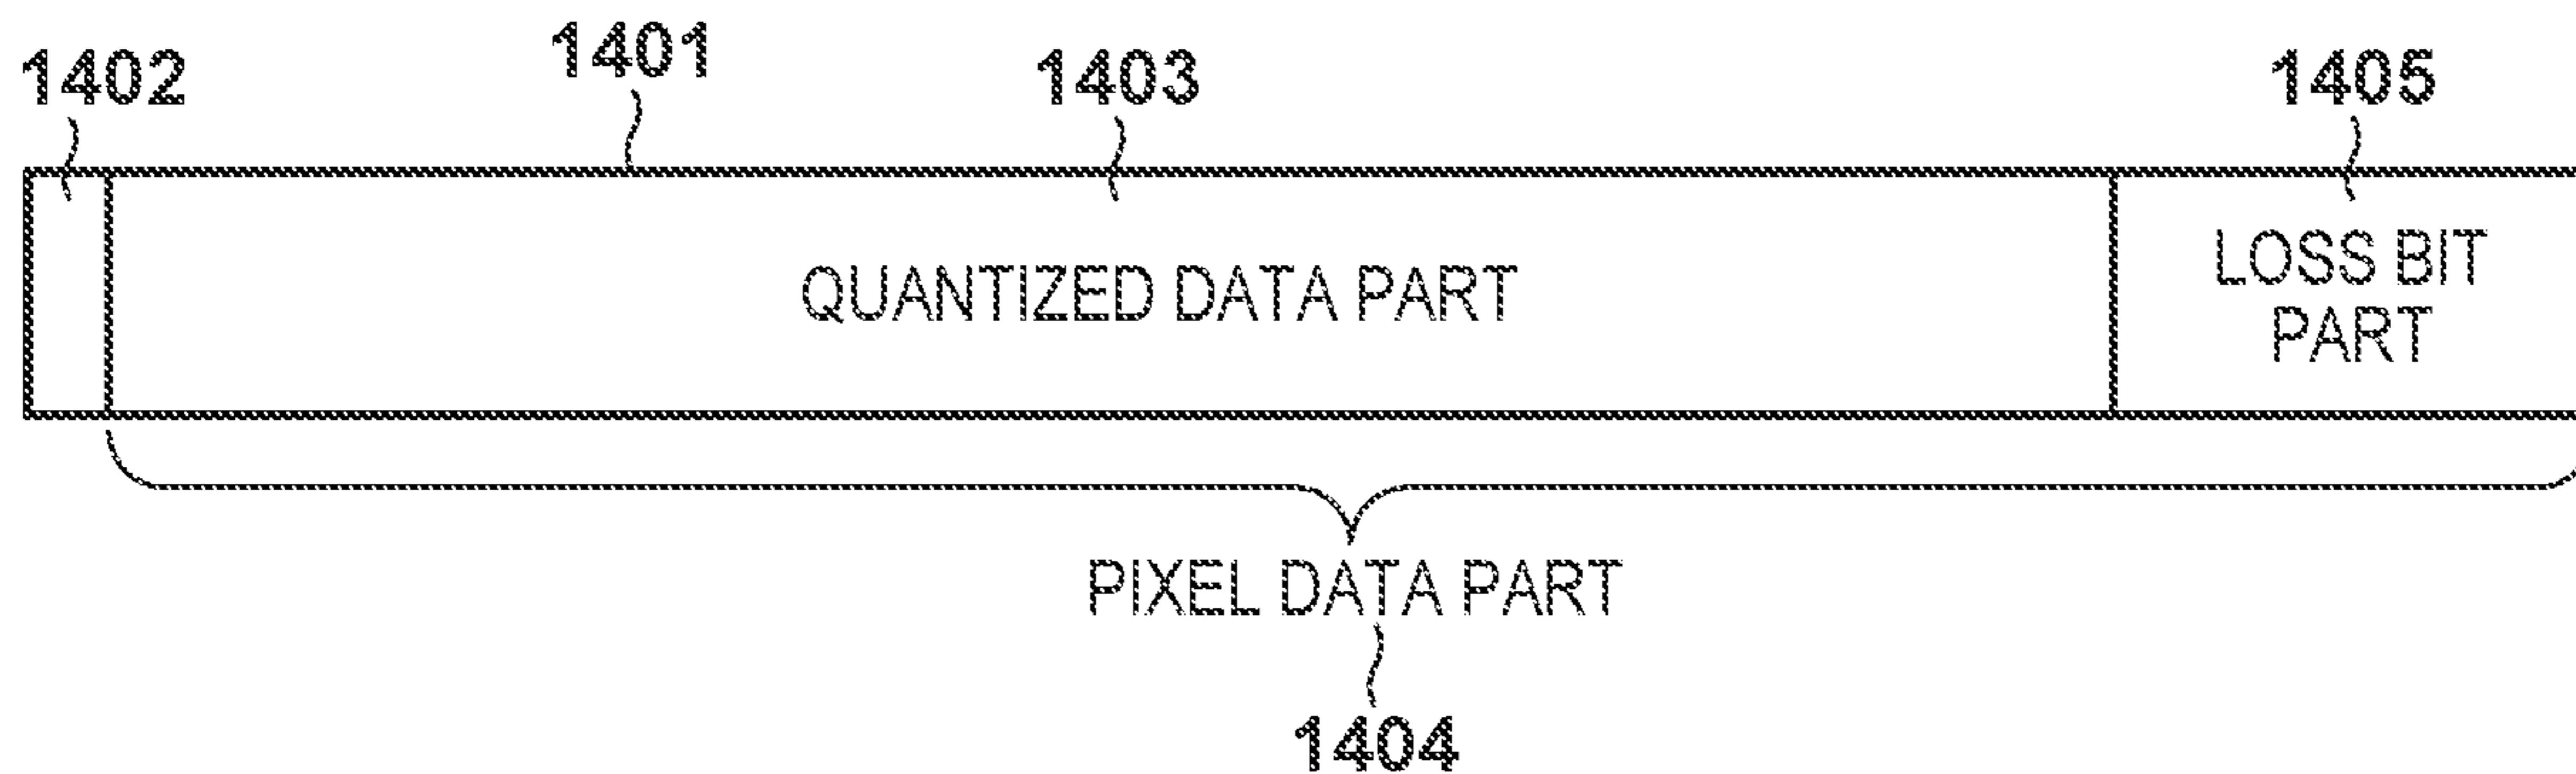 1402
1401
1403
1405
QUANTIZED DATA PART
LOSS BIT
PART
PIXEL DATA PART
1404